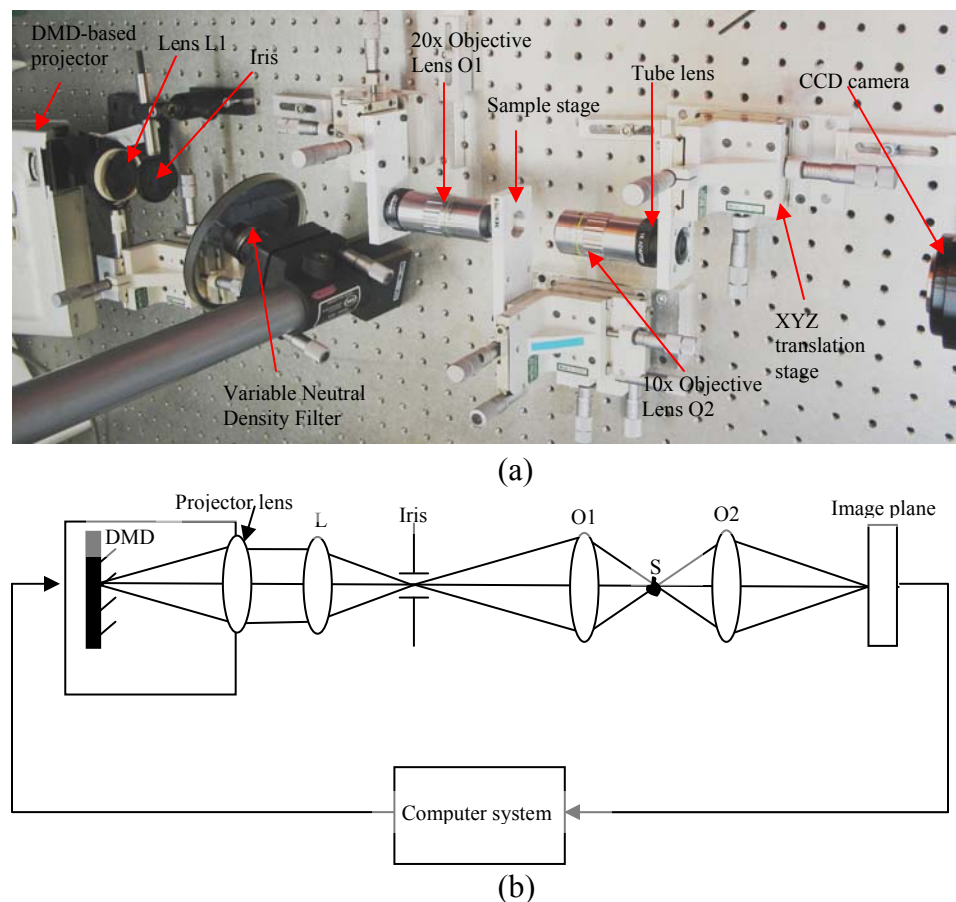 DMD-based
projector
Lens L1
Iris
20x Objective
Lens O1
Sample stage
Tube lens
CCD camera
Variable Neutral
Density Filter
10x Objective
Lens O2
XYZ
translation
stage
(a)
Projector lens
DMD
L
Iris
O1
S
O2
Image plane
Computer system
(b)